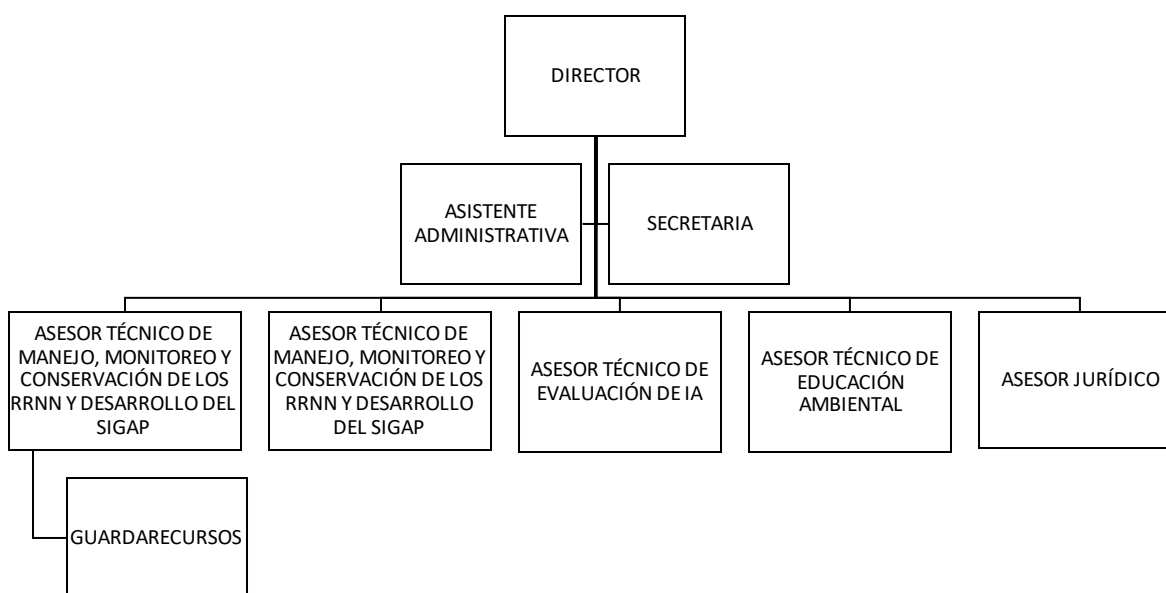 DIRECTOR
ASISTENTE
ADMINISTRATIVA
SECRETARIA
ASESOR TÉCNICO DE
MANEJO, MONITOREO Y
CONSERVACIÓN DE LOS
RRNN Y DESARROLLO DEL
SIGAP
ASESOR TÉCNICO DE
MANEJO, MONITOREO Y
CONSERVACIÓN DE LOS
RRNN Y DESARROLLO
DEL SIGAP
ASESOR TÉCNICO DE
EVALUACIÓN DE IA
ASESOR TÉCNICO DE
EDUCACIÓN
AMBIENTAL
ASESOR JURÍDICO
GUARDARECURSOS